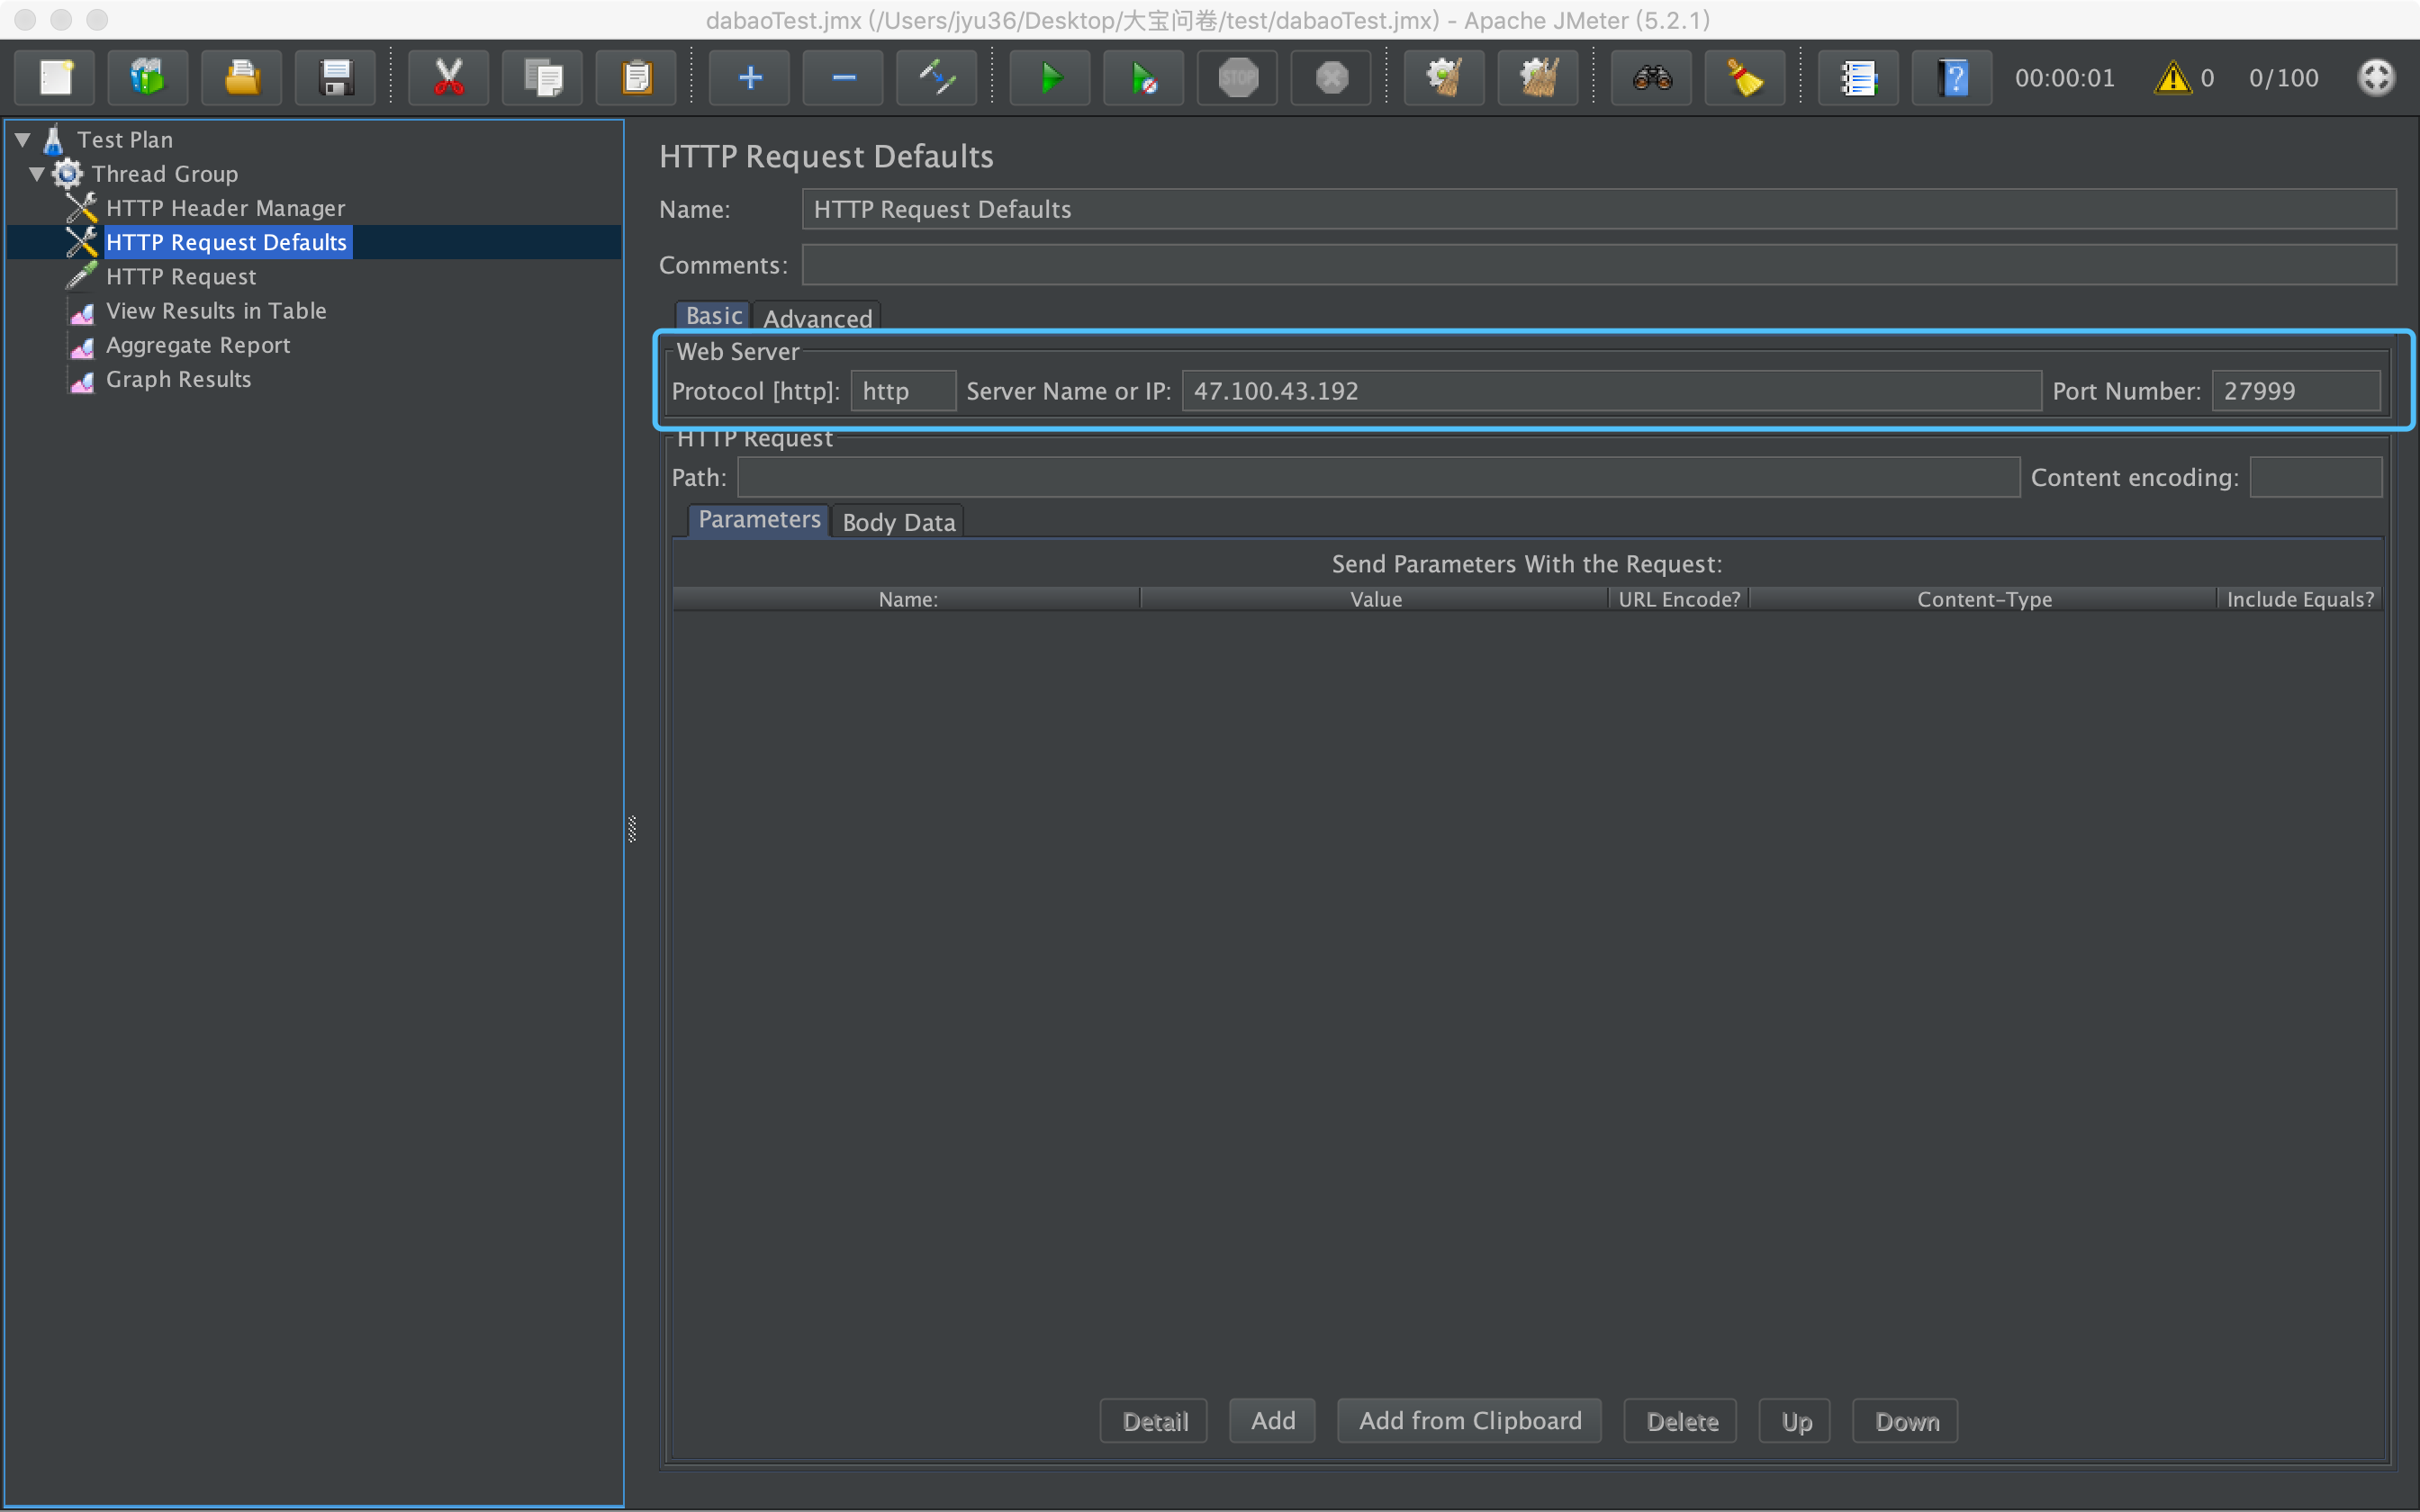 dabaoTest.jmx (/Users/jyu36/Desktop/大宝问卷/test/dabaoTest.jmx) - Apache JMeter (5.2.1)
STOP
00:00:01 0 0/100
Test Plan
Thread Group
HTTP Header Manager
HTTP Request Defaults
HTTP Request
View Results in Table
Aggregate Report
Graph Results
HTTP Request Defaults
Name: HTTP Request Defaults
Comments:
Basic Advanced
Web Server
Protocol [http]: http Server Name or IP: 47.100.43.192 Port Number: 27999
HTTP Request
Path: Content encoding:
Parameters Body Data
Send Parameters With the Request:
Name: Value URL Encode? Content-Type Include Equals?
Detail Add Add from Clipboard Delete Up Down